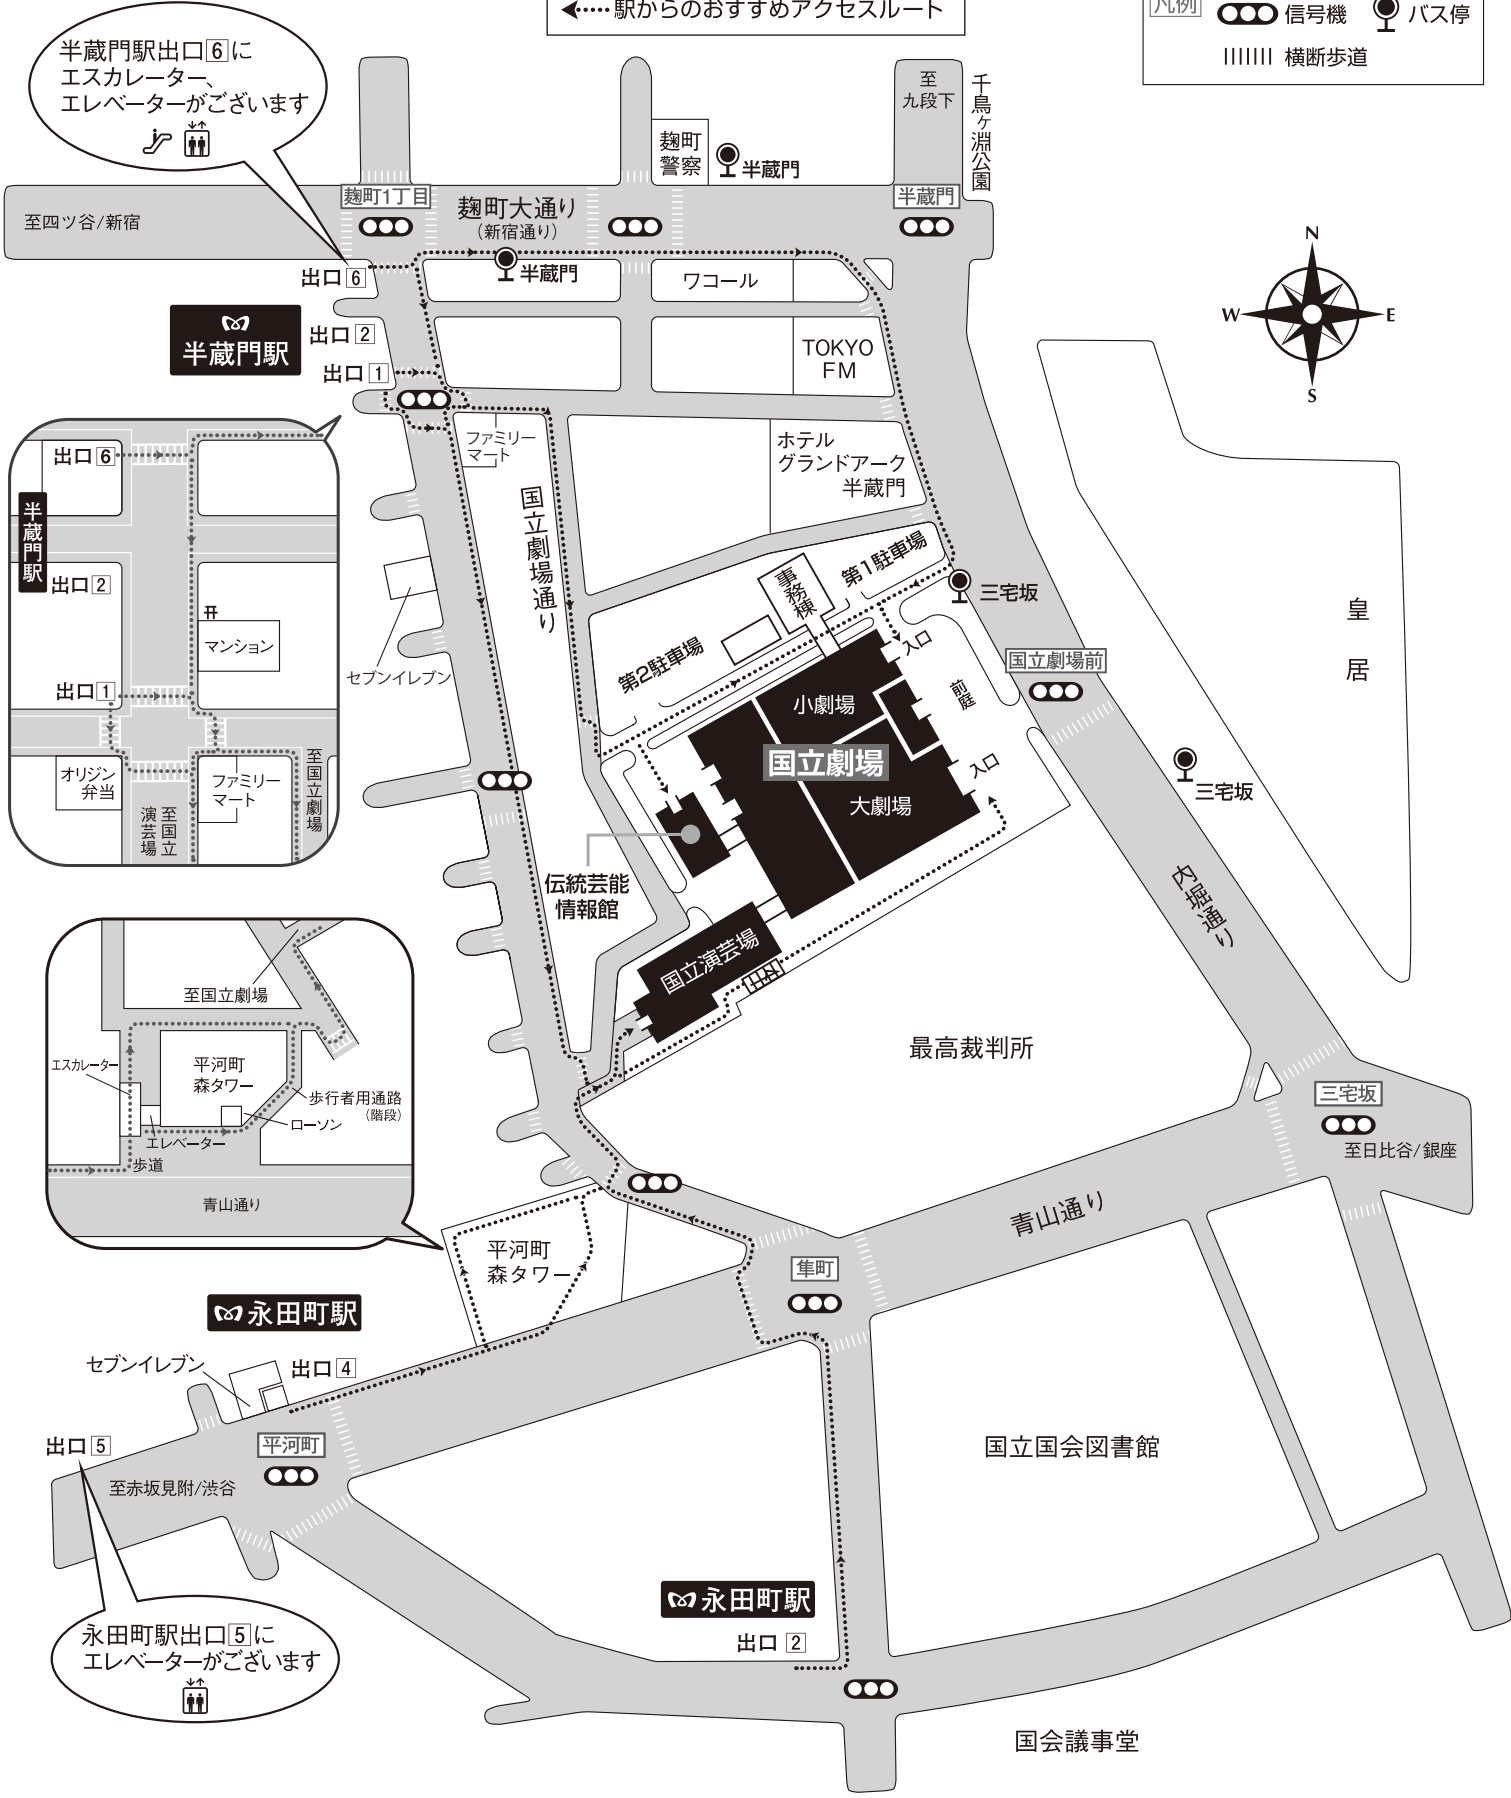 駅からのおすすめアクセスルート
凡例
信号機
バス停
横断歩道
半蔵門駅出口6に
エスカレーター、
エレベーターがございます
至
九段下
千鳥ヶ淵公園
麹町
警察
半蔵門
麹町1丁目
半蔵門
至四ツ谷/新宿
麹町大通り
(新宿通り)
出口6
半蔵門
ワコール
N
W
E
S
半蔵門駅
出口2
出口1
TOKYO
FM
ファミリー
マート
ホテル
グランドアーク
半蔵門
国立劇場通り
出口6
半蔵門駅
出口2
マンション
出口1
オリジン
弁当
ファミリー
マート
至国立
演芸場
至国立劇場
セブンイレブン
第1駐車場
事務棟
第2駐車場
三宅坂
入口
国立劇場前
前庭
小劇場
国立劇場
大劇場
入口
皇居
三宅坂
伝統芸能
情報館
国立演芸場
内堀通り
最高裁判所
至国立劇場
エスカレーター
平河町
森タワー
歩行者用通路
(階段)
ローソン
エレベーター
歩道
青山通り
三宅坂
至日比谷/銀座
青山通り
平河町
森タワー
隼町
永田町駅
セブンイレブン
出口4
出口5
平河町
至赤坂見附/渋谷
国立国会図書館
永田町駅
出口2
永田町駅出口5に
エレベーターがございます
国会議事堂